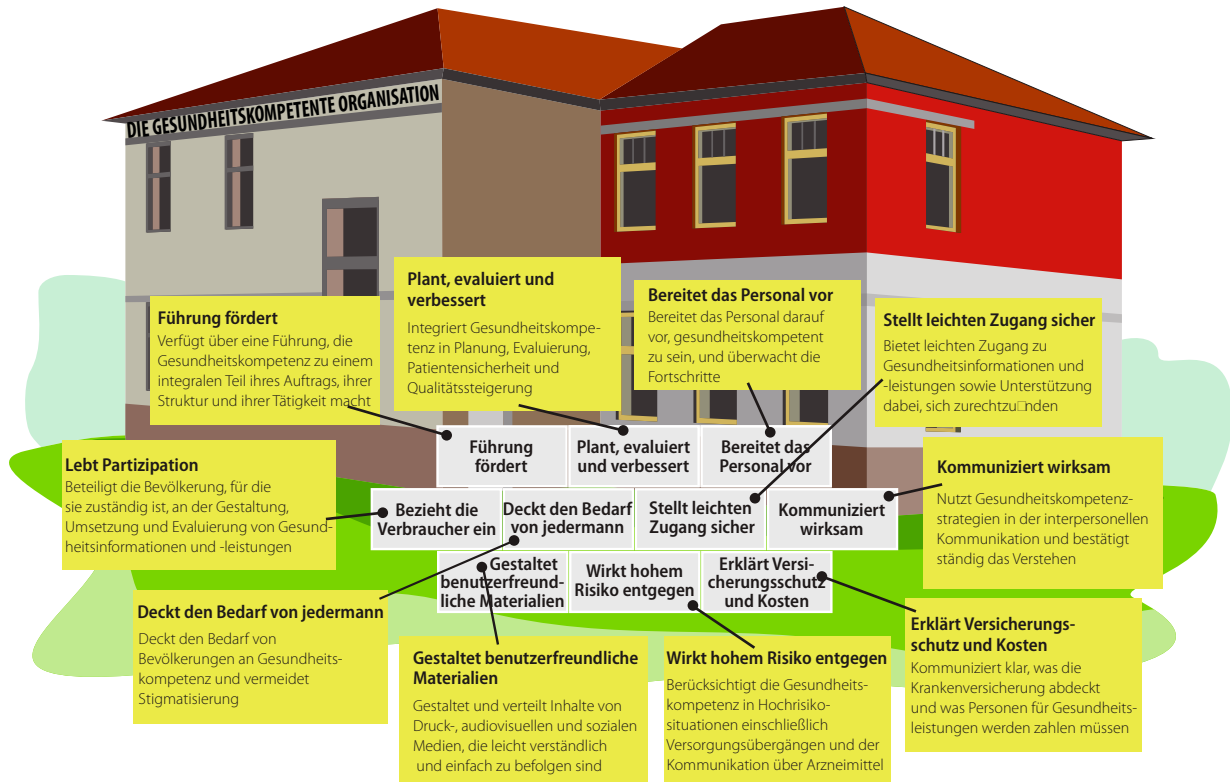 DIE GESUNDHEITSKOMPETENTE ORGANISATION
Plant, evaluiert und
verbessert
Integriert Gesundheitskompe-
tenz in Planung, Evaluierung,
Patientensicherheit und
Qualitätssteigerung
Bereitet das Personal vor
Bereitet das Personal darauf
vor, gesundheitskompetent
zu sein, und überwacht die
Fortschritte
Führung fördert
Verfügt über eine Führung, die
Gesundheitskompetenz zu einem
integralen Teil ihres Auftrags, ihrer
Struktur und ihrer Tätigkeit macht
Stellt leichten Zugang sicher
Bietet leichten Zugang zu
Gesundheitsinformationen und
-leistungen sowie Unterstützung
dabei, sich zurechtzu□nden
Führung
fördert
Plant, evaluiert
und verbessert
Bereitet das
Personal vor
Lebt Partizipation
Beteiligt die Bevölkerung, für die
sie zuständig ist, an der Gestaltung,
Umsetzung und Evaluierung von Gesund-
heitsinformationen und -leistungen
Bezieht die
Verbraucher ein
Deckt den Bedarf
von jedermann
Stellt leichten
Zugang sicher
Kommuniziert
wirksam
Kommuniziert wirksam
Nutzt Gesundheitskompetenz-
strategien in der interpersonellen
Kommunikation und bestätigt
ständig das Verstehen
Gestaltet
benutzerfreund-
liche Materialien
Wirkt hohem
Risiko entgegen
Erklärt Versi-
cherungsschutz
und Kosten
Deckt den Bedarf von jedermann
Deckt den Bedarf von
Bevölkerungen an Gesundheits-
kompetenz und vermeidet
Stigmatisierung
Gestaltet benutzerfreundliche
Materialien
Gestaltet und verteilt Inhalte von
Druck-, audiovisuellen und sozialen
Medien, die leicht verständlich
und einfach zu befolgen sind
Wirkt hohem Risiko entgegen
Berücksichtigt die Gesundheits-
kompetenz in Hochrisiko-
situationen einschließlich
Versorgungsübergängen und der
Kommunikation über Arzneimittel
Erklärt Versicherungs-
schutz und Kosten
Kommuniziert klar, was die
Krankenversicherung abdeckt
und was Personen für Gesundheits-
leistungen werden zahlen müssen